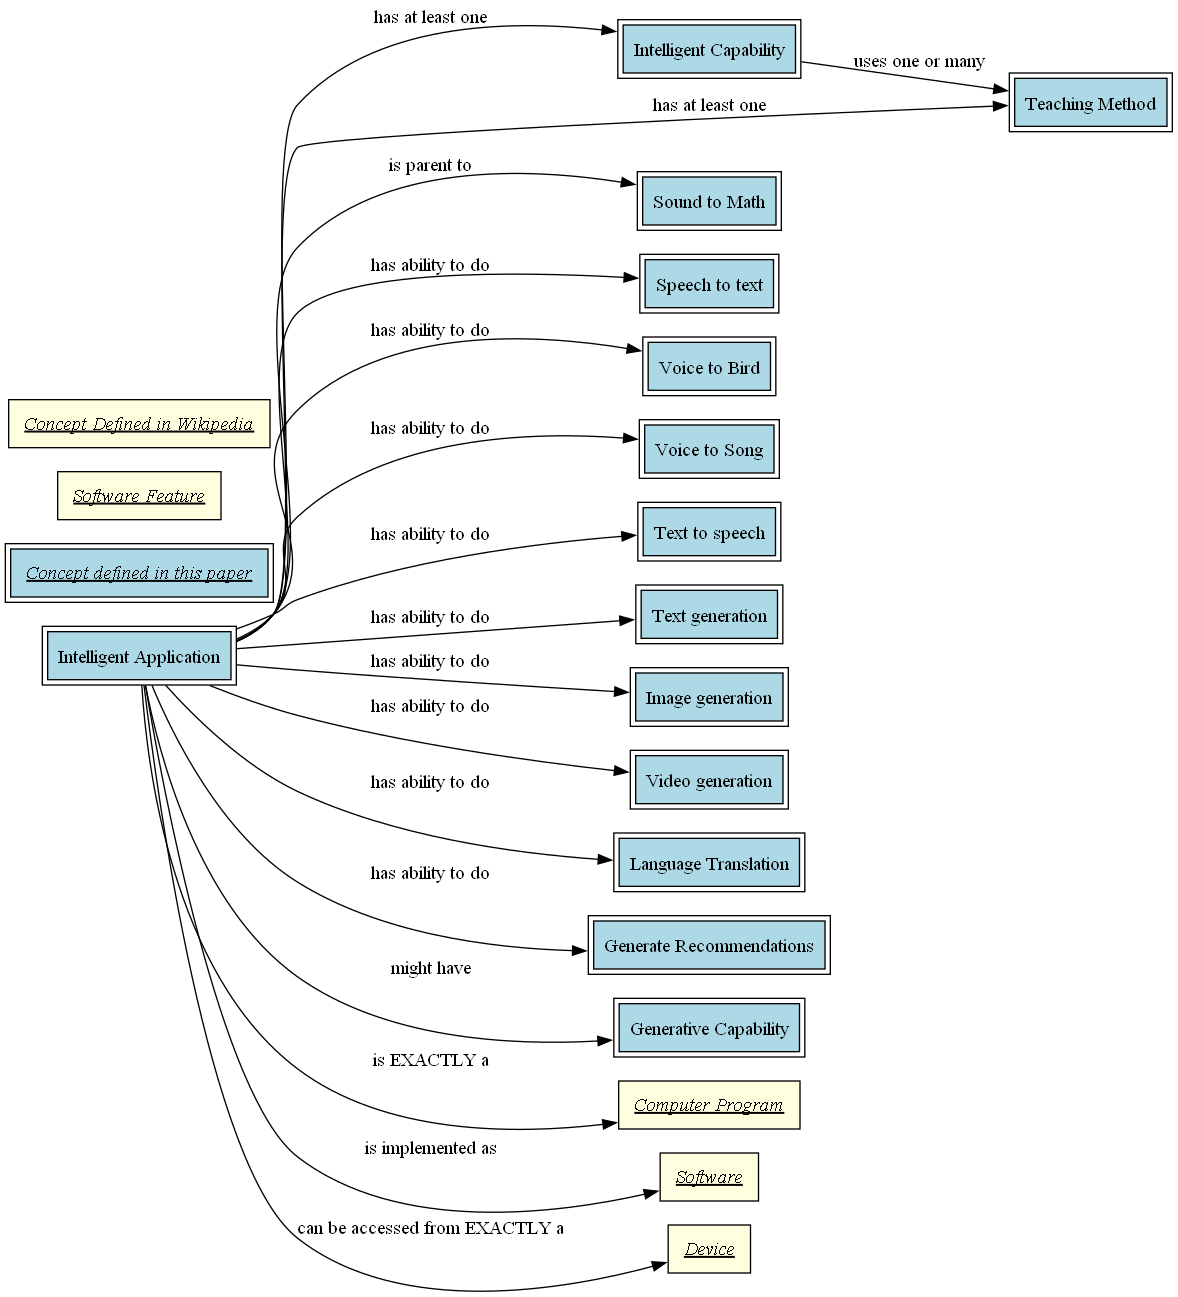 has at least one
Intelligent Capability
uses one or many
Teaching Method
has at least one
is parent to
Sound to Math
has ability to do
Speech to text
has ability to do
Voice to Bird
Concept Defined in Wikipedia
has ability to do
Voice to Song
Software Feature
has ability to do
Text to speech
Concept defined in this paper
has ability to do
Text generation
Intelligent Application
has ability to do
Image generation
has ability to do
Video generation
has ability to do
Language Translation
has ability to do
Generate Recommendations
might have
Generative Capability
is EXACTLY a
Computer Program
is implemented as
Software
can be accessed from EXACTLY a
Device